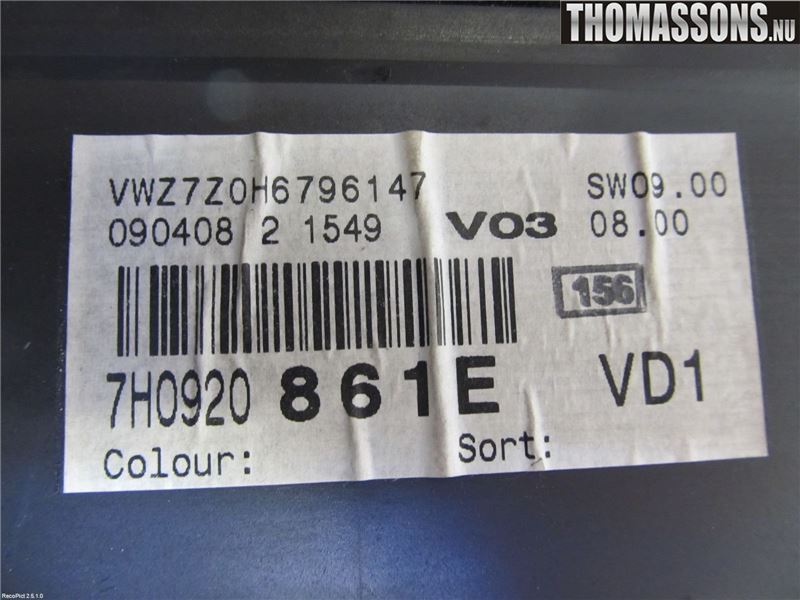 THOMASSONS.NU
VWZ7Z0H6796147 SW09.00
090408 2 1549 V03 08.00
156
7H0920 861E VD1
Colour: Sort:
RecoPict 2.5.1.0